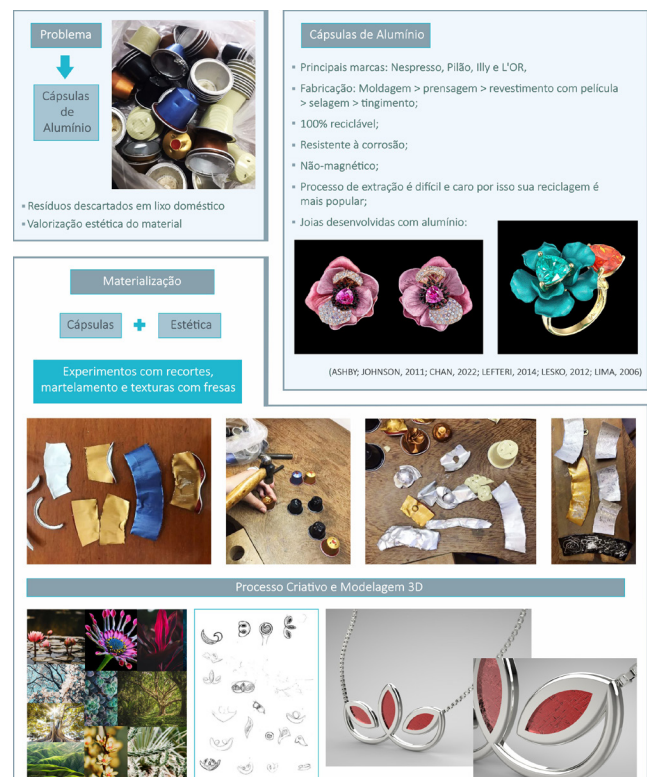 Problema
Cápsulas
de
Alumínio
▪ Resíduos descartados em lixo doméstico
▪ Valorização estética do material
Cápsulas de Alumínio
▪ Principais marcas: Nespresso, Pilão, Illy e L'OR,
▪ Fabricação: Moldagem > prensagem > revestimento com película
> selagem > tingimento;
▪ 100% reciclável;
▪ Resistente à corrosão;
▪ Não-magnético;
▪ Processo de extração é difícil e caro por isso sua reciclagem é
mais popular;
▪ Joias desenvolvidas com alumínio:
(ASHBY; JOHNSON, 2011; CHAN, 2022; LEFTERI, 2014; LESKO, 2012; LIMA, 2006)
Materialização
Cápsulas + Estética
Experimentos com recortes,
martelamento e texturas com fresas
Processo Criativo e Modelagem 3D